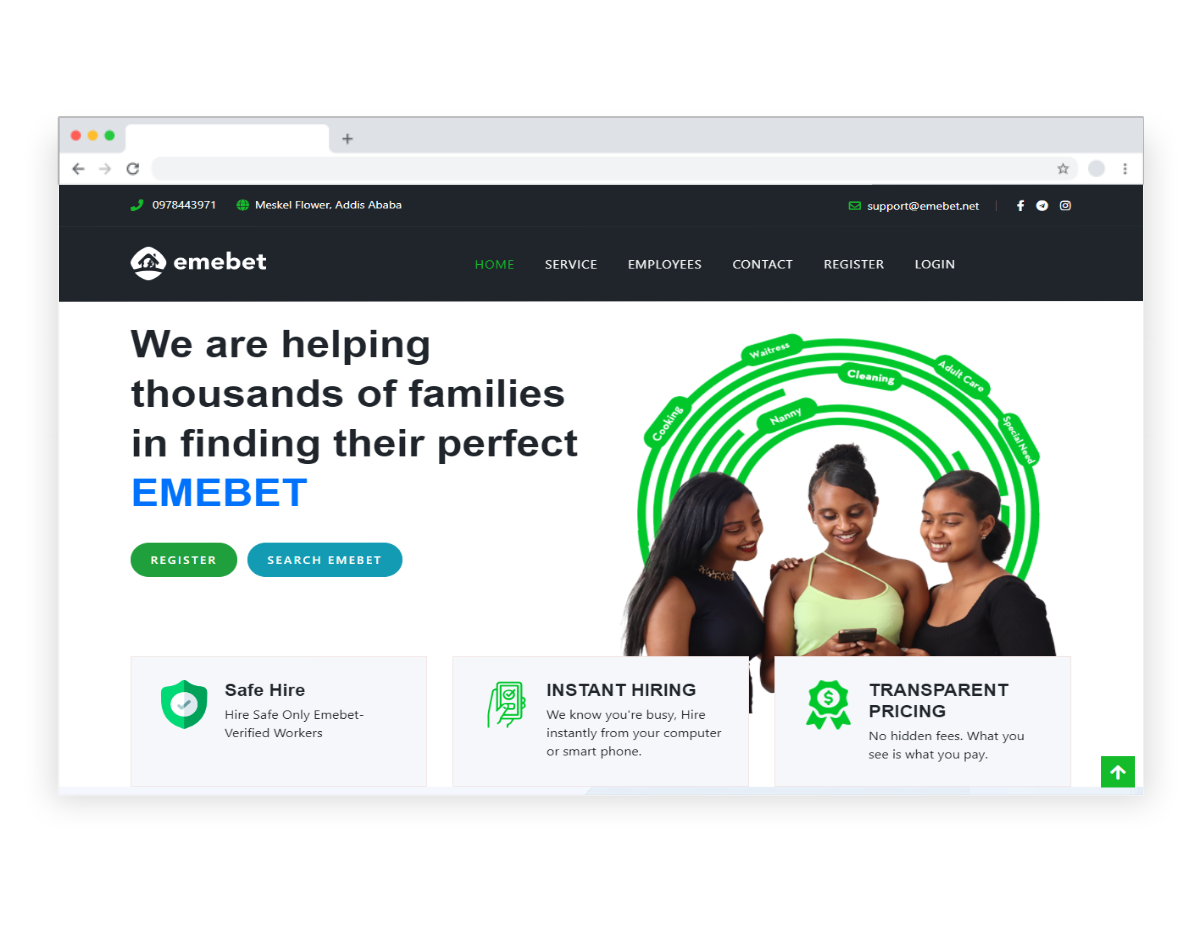 0978443971
Meskel Flower, Addis Ababa
support@emebet.net
emebet
HOME
SERVICE
EMPLOYEES
CONTACT
REGISTER
LOGIN
We are helping
thousands of families
in finding their perfect
EMEBET
REGISTER
SEARCH EMEBET
Waitress
Cleaning
Adult Care
Cooking
Nanny
Special Need
Safe Hire
Hire Safe Only Emebet-
Verified Workers
INSTANT HIRING
We know you're busy, Hire
instantly from your computer
or smart phone.
TRANSPARENT
PRICING
No hidden fees. What you
see is what you pay.